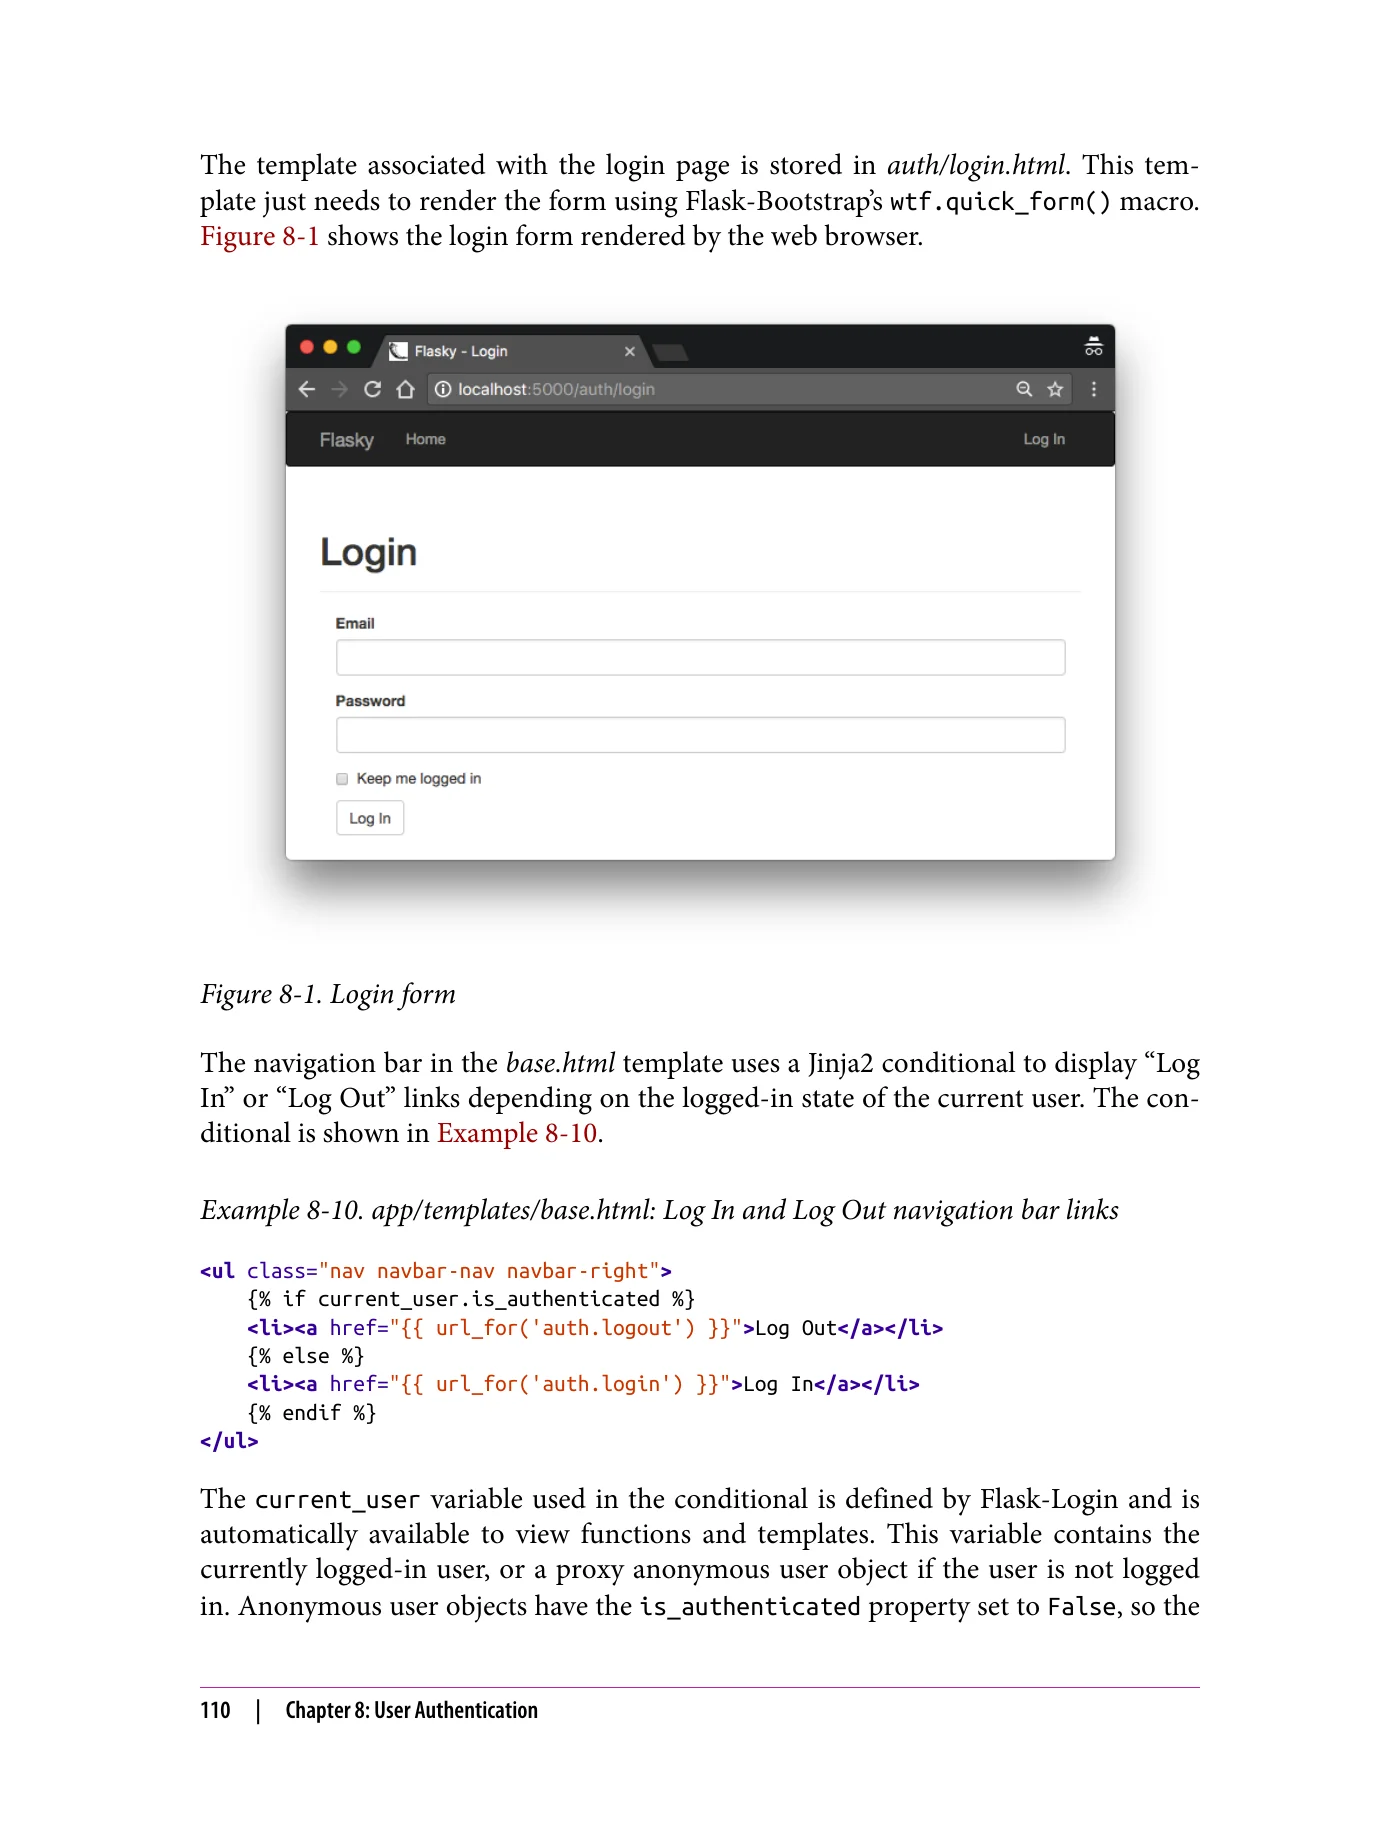 The template associated with the login page is stored in auth/login.html. This tem-
plate just needs to render the form using Flask-Bootstrap’s wtf.quick_form() macro.
Figure 8-1 shows the login form rendered by the web browser.
Flasky - Login
localhost:5000/auth/login
Flasky Home Log In
Login
Email
Password
Keep me logged in
Log In
Figure 8-1. Login form
The navigation bar in the base.html template uses a Jinja2 conditional to display “Log
In” or “Log Out” links depending on the logged-in state of the current user. The con-
ditional is shown in Example 8-10.
Example 8-10. app/templates/base.html: Log In and Log Out navigation bar links
<ul class="nav navbar-nav navbar-right">
    {% if current_user.is_authenticated %}
    <li><a href="{{ url_for('auth.logout') }}">Log Out</a></li>
    {% else %}
    <li><a href="{{ url_for('auth.login') }}">Log In</a></li>
    {% endif %}
</ul>
The current_user variable used in the conditional is defined by Flask-Login and is
automatically available to view functions and templates. This variable contains the
currently logged-in user, or a proxy anonymous user object if the user is not logged
in. Anonymous user objects have the is_authenticated property set to False, so the
110 | Chapter 8: User Authentication